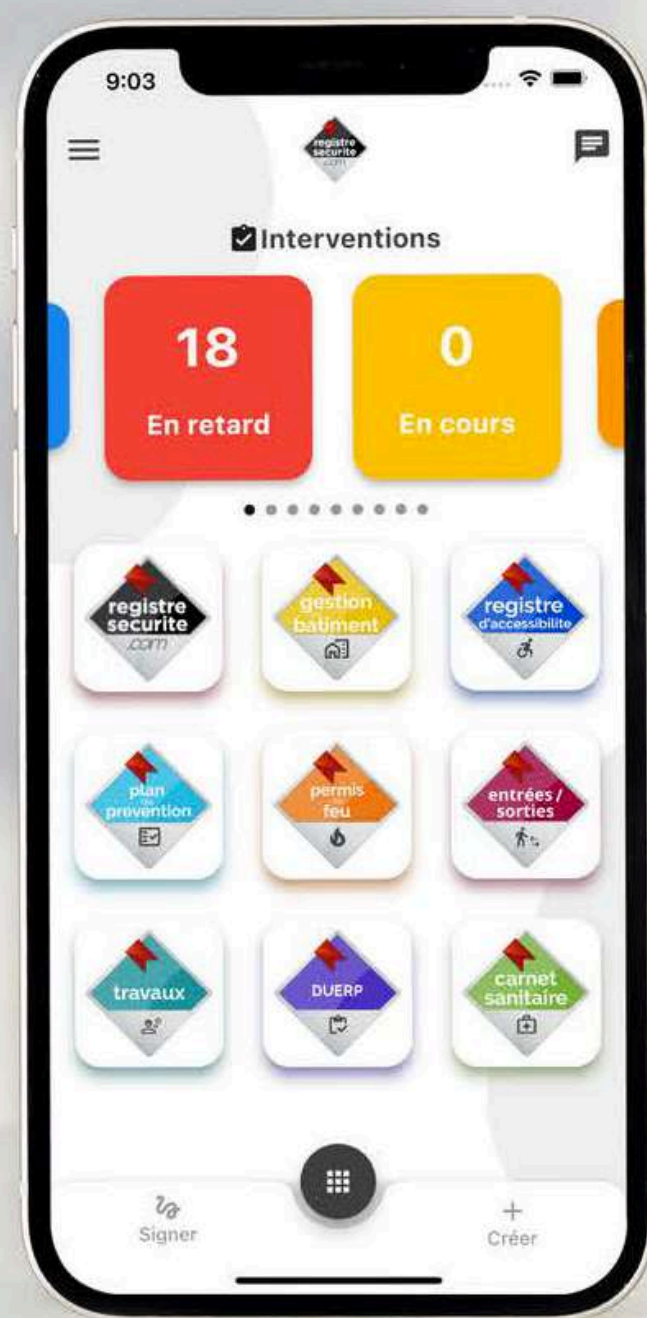 9:03
registre
securite
.com
Interventions
18
En retard
0
En cours
registre
securite
.com
gestion
batiment
registre
d'accessibilite
plan
prevention
permis
feu
entrées /
sorties
travaux
DUERP
carnet
sanitaire
Signer
Créer